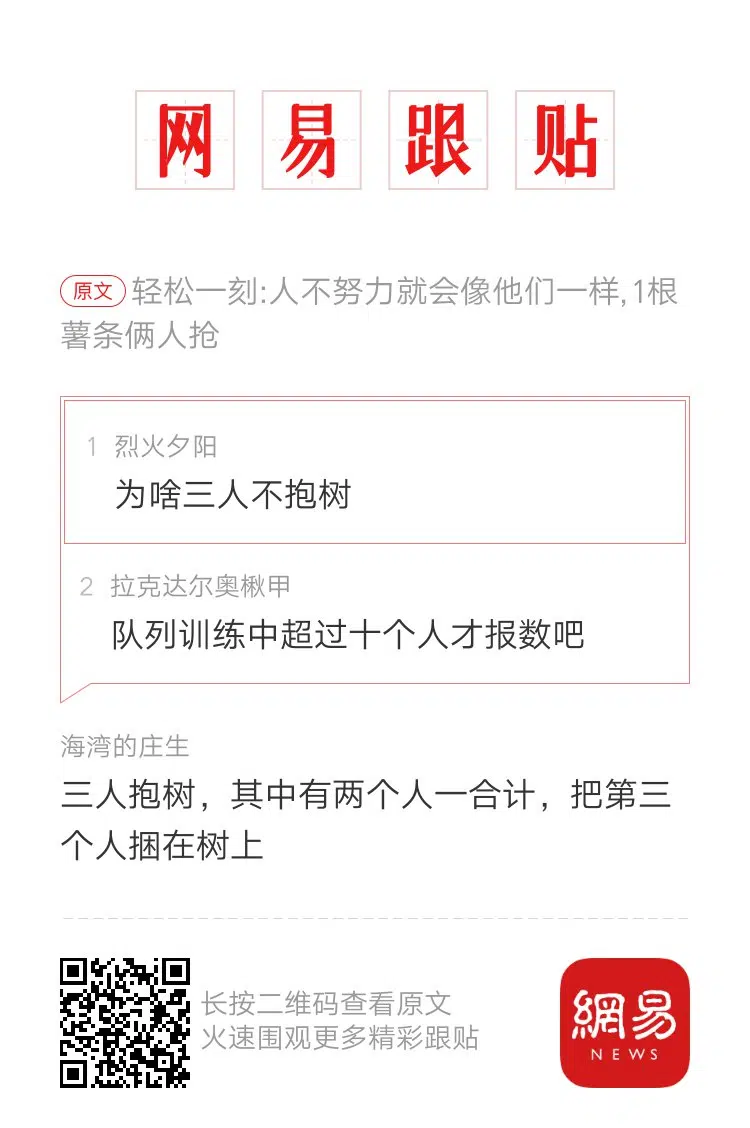 网易跟贴
原文 轻松一刻:人不努力就会像他们一样,1根
薯条俩人抢
1 烈火夕阳
为啥三人不抱树
2 拉克达尔奥楸甲
队列训练中超过十个人才报数吧
海湾的庄生
三人抱树，其中有两个人一合计，把第三
个人捆在树上
长按二维码查看原文
火速围观更多精彩跟贴
網易
NEWS